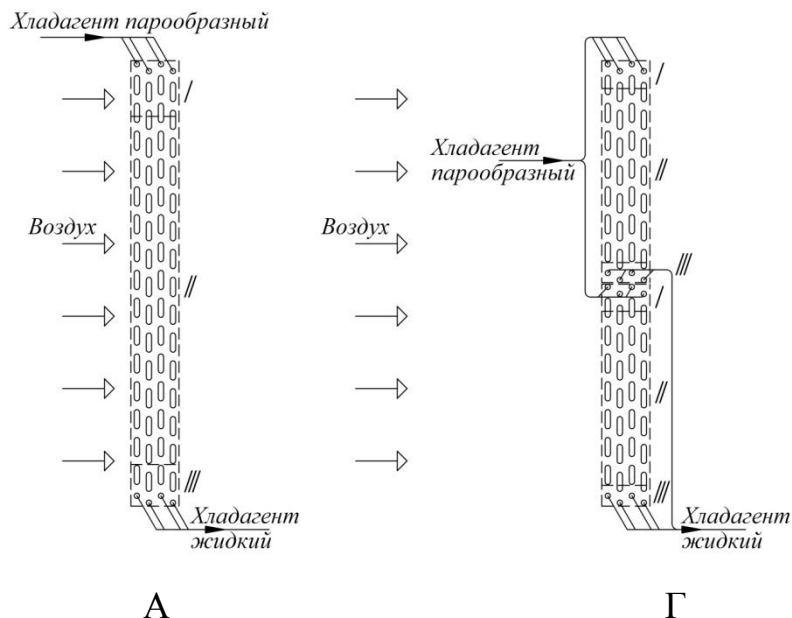 Хладагент парообразный
/
Воздух
//
///
Хладагент
жидкий
А
Хладагент
парообразный
Воздух
/
//
///
/
//
///
Хладагент
жидкий
Г